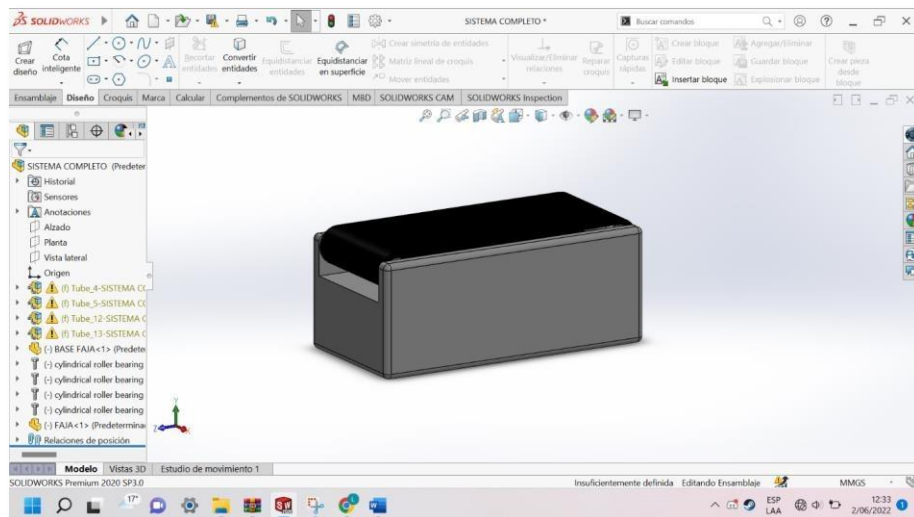 SOLIDWORKS
SISTEMA COMPLETO *
Buscar comandos
Crear diseño
Cota inteligente
Recortar entidades
Convertir entidades
Equidistanciar entidades
Equidistanciar en superficie
Crear simetría de entidades
Matriz lineal de croquis
Mover entidades
Visualizar/Eliminar relaciones
Reparar croquis
Capturas rápidas
Crear bloque
Editar bloque
Insertar bloque
Agregar/Eliminar
Guardar bloque
Explosionar bloque
Crear pieza desde bloque
Ensamblaje Diseño Croquis Marca Calcular Complementos de SOLIDWORKS MBD SOLIDWORKS CAM SOLIDWORKS Inspection
SISTEMA COMPLETO (Predeter
Historial
Sensores
Anotaciones
Alzado
Planta
Vista lateral
Origen
(f) Tube_4-SISTEMA CO
(f) Tube_5-SISTEMA CO
(f) Tube_12-SISTEMA C
(f) Tube_13-SISTEMA C
(-) BASE FAJA<1> (Predete
(-) cylindrical roller bearing
(-) cylindrical roller bearing
(-) cylindrical roller bearing
(-) cylindrical roller bearing
(-) FAJA<1> (Predetermina
Relaciones de posición
Y
Z
Modelo Vistas 3D Estudio de movimiento 1
SOLIDWORKS Premium 2020 SP3.0
Insuficientemente definida Editando Ensamblaje
MMGS
17°
ESP
LAA
12:33
2/06/2022